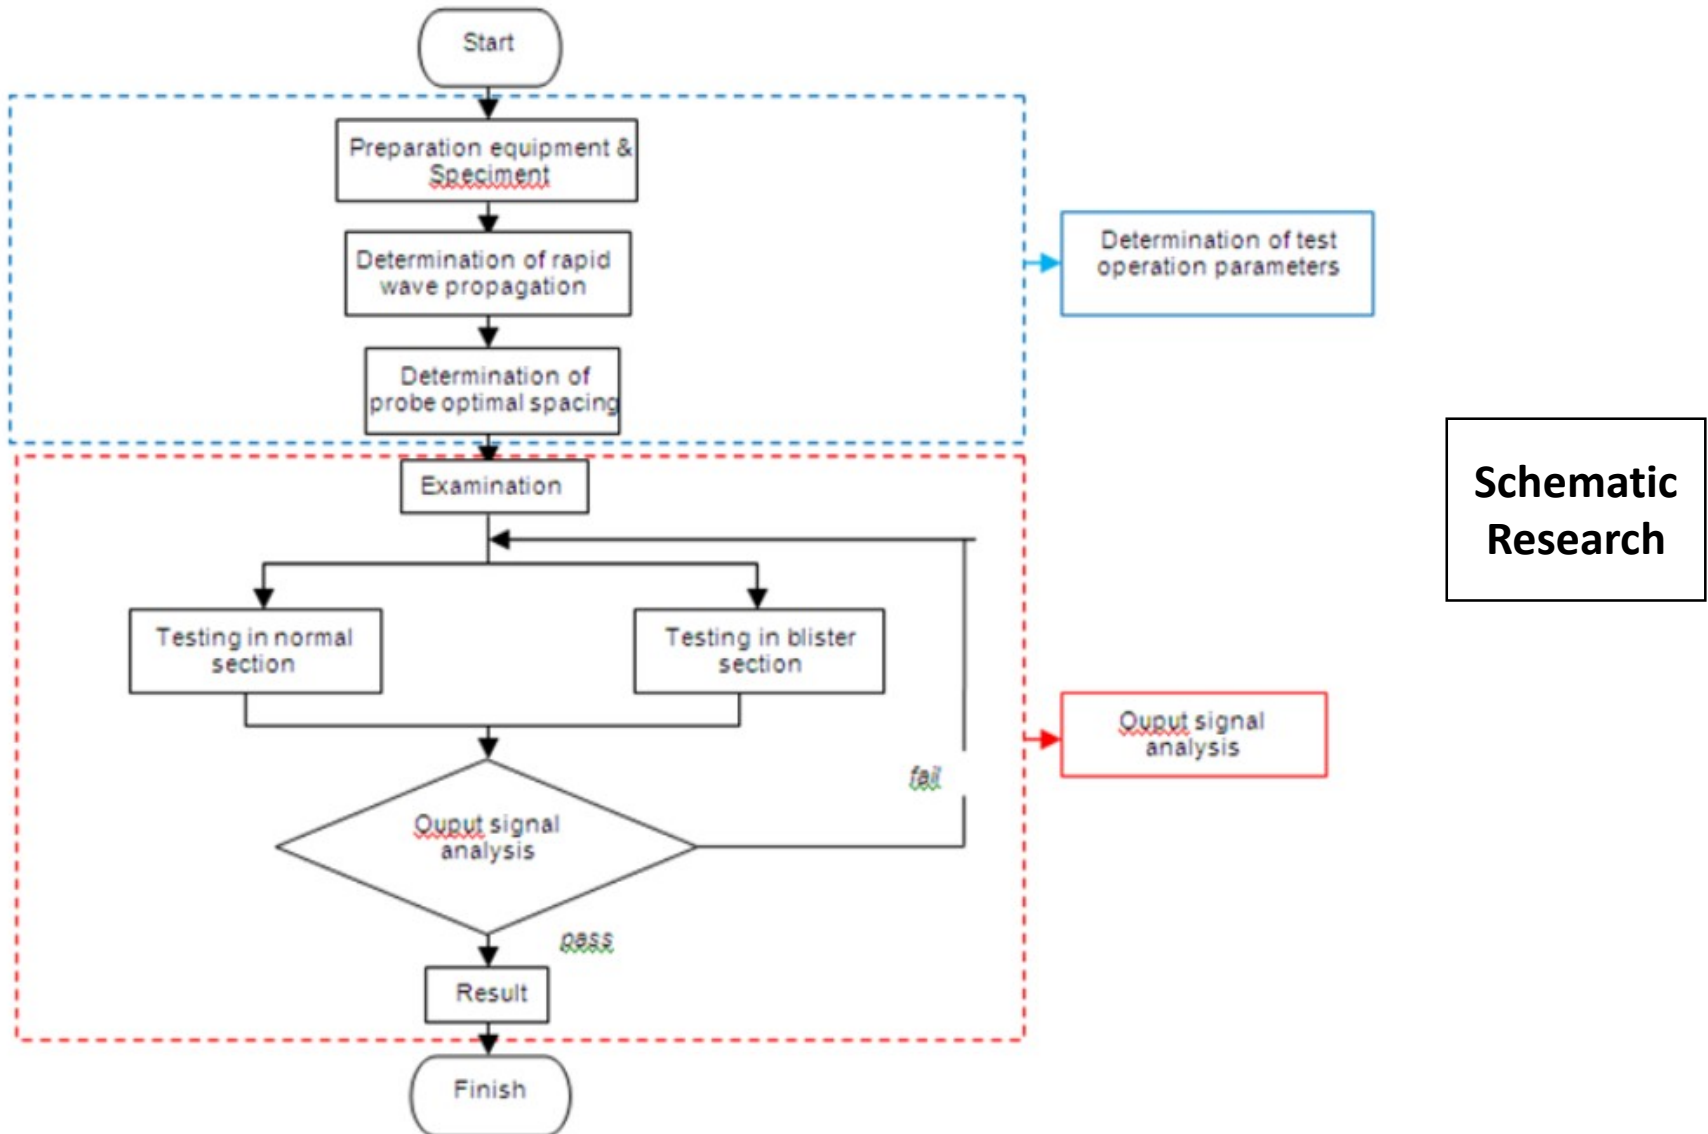 Start
Preparation equipment &
Speciment
Determination of rapid
wave propagation
Determination of test
operation parameters
Determination of
probe optimal spacing
Schematic
Research
Examination
Testing in normal
section
Testing in blister
section
Ouput signal
analysis
fail
Ouput signal
analysis
pass
Result
Finish